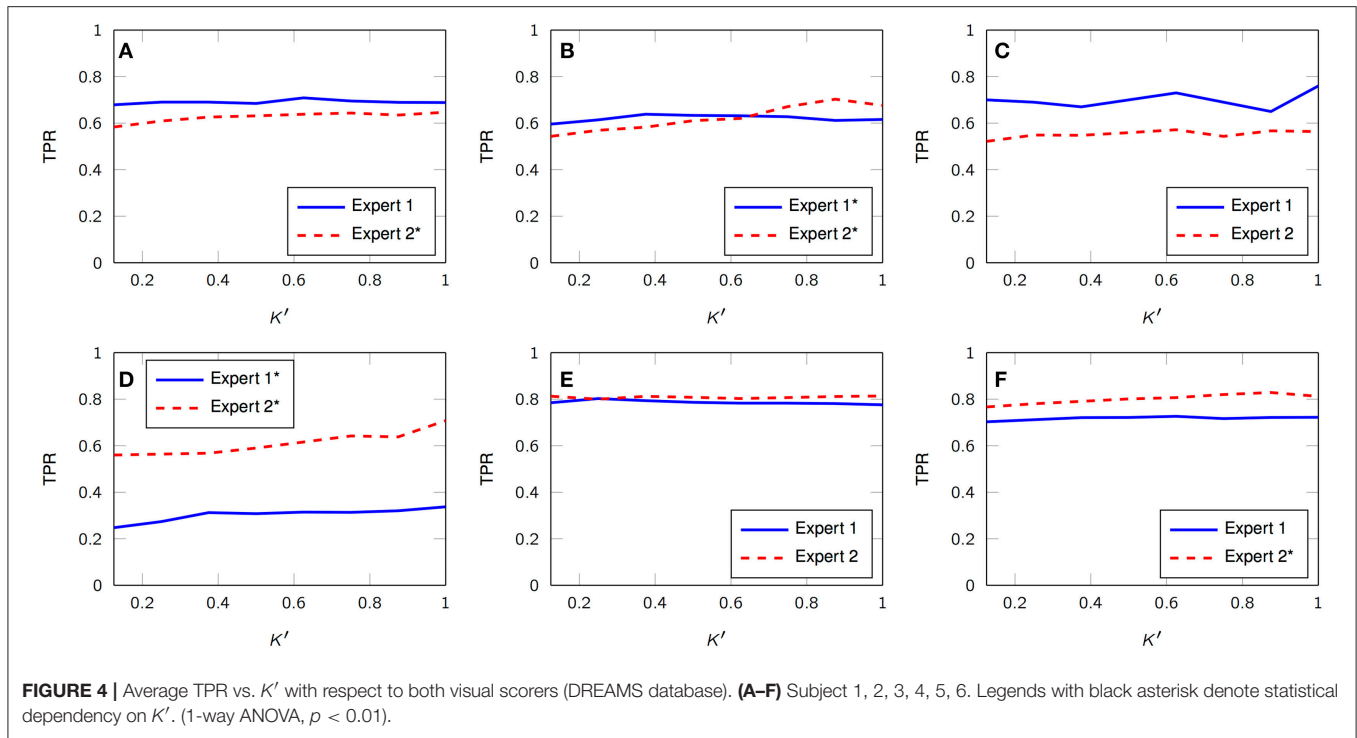 A
TPR
1
0.8
0.6
0.4
0.2
0
0.2 0.4 0.6 0.8 1
K′
Expert 1
Expert 2*
B
TPR
1
0.8
0.6
0.4
0.2
0
0.2 0.4 0.6 0.8 1
K′
Expert 1*
Expert 2*
C
TPR
1
0.8
0.6
0.4
0.2
0
0.2 0.4 0.6 0.8 1
K′
Expert 1
Expert 2
D
TPR
1
0.8
0.6
0.4
0.2
0
0.2 0.4 0.6 0.8 1
K′
Expert 1*
Expert 2*
E
TPR
1
0.8
0.6
0.4
0.2
0
0.2 0.4 0.6 0.8 1
K′
Expert 1
Expert 2
F
TPR
1
0.8
0.6
0.4
0.2
0
0.2 0.4 0.6 0.8 1
K′
Expert 1
Expert 2*
FIGURE 4 | Average TPR vs. K′ with respect to both visual scorers (DREAMS database). (A–F) Subject 1, 2, 3, 4, 5, 6. Legends with black asterisk denote statistical
dependency on K′. (1-way ANOVA, p < 0.01).